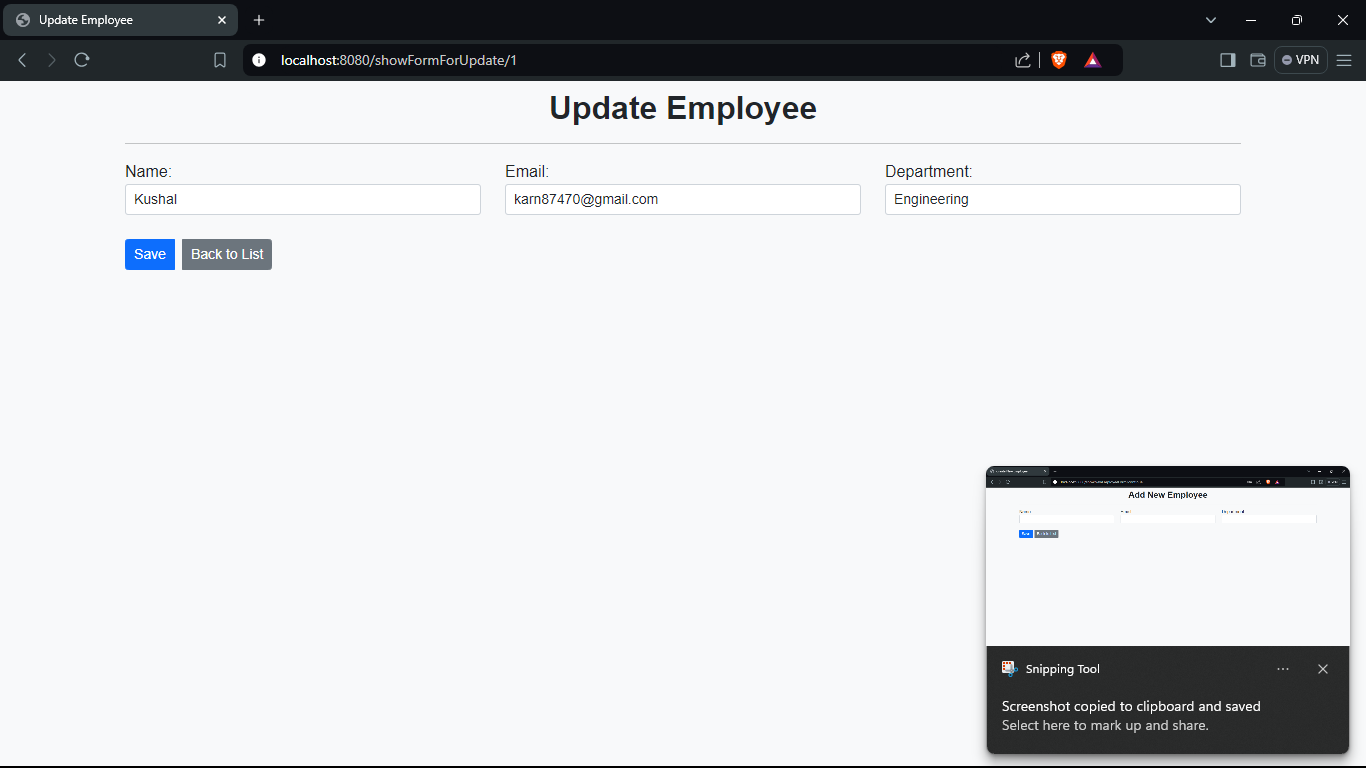 Update Employee
localhost:8080/showFormForUpdate/1
VPN
Update Employee
Name: Email: Department:
Kushal karn87470@gmail.com Engineering
Save Back to List
Add New Employee
Snipping Tool
Screenshot copied to clipboard and saved
Select here to mark up and share.